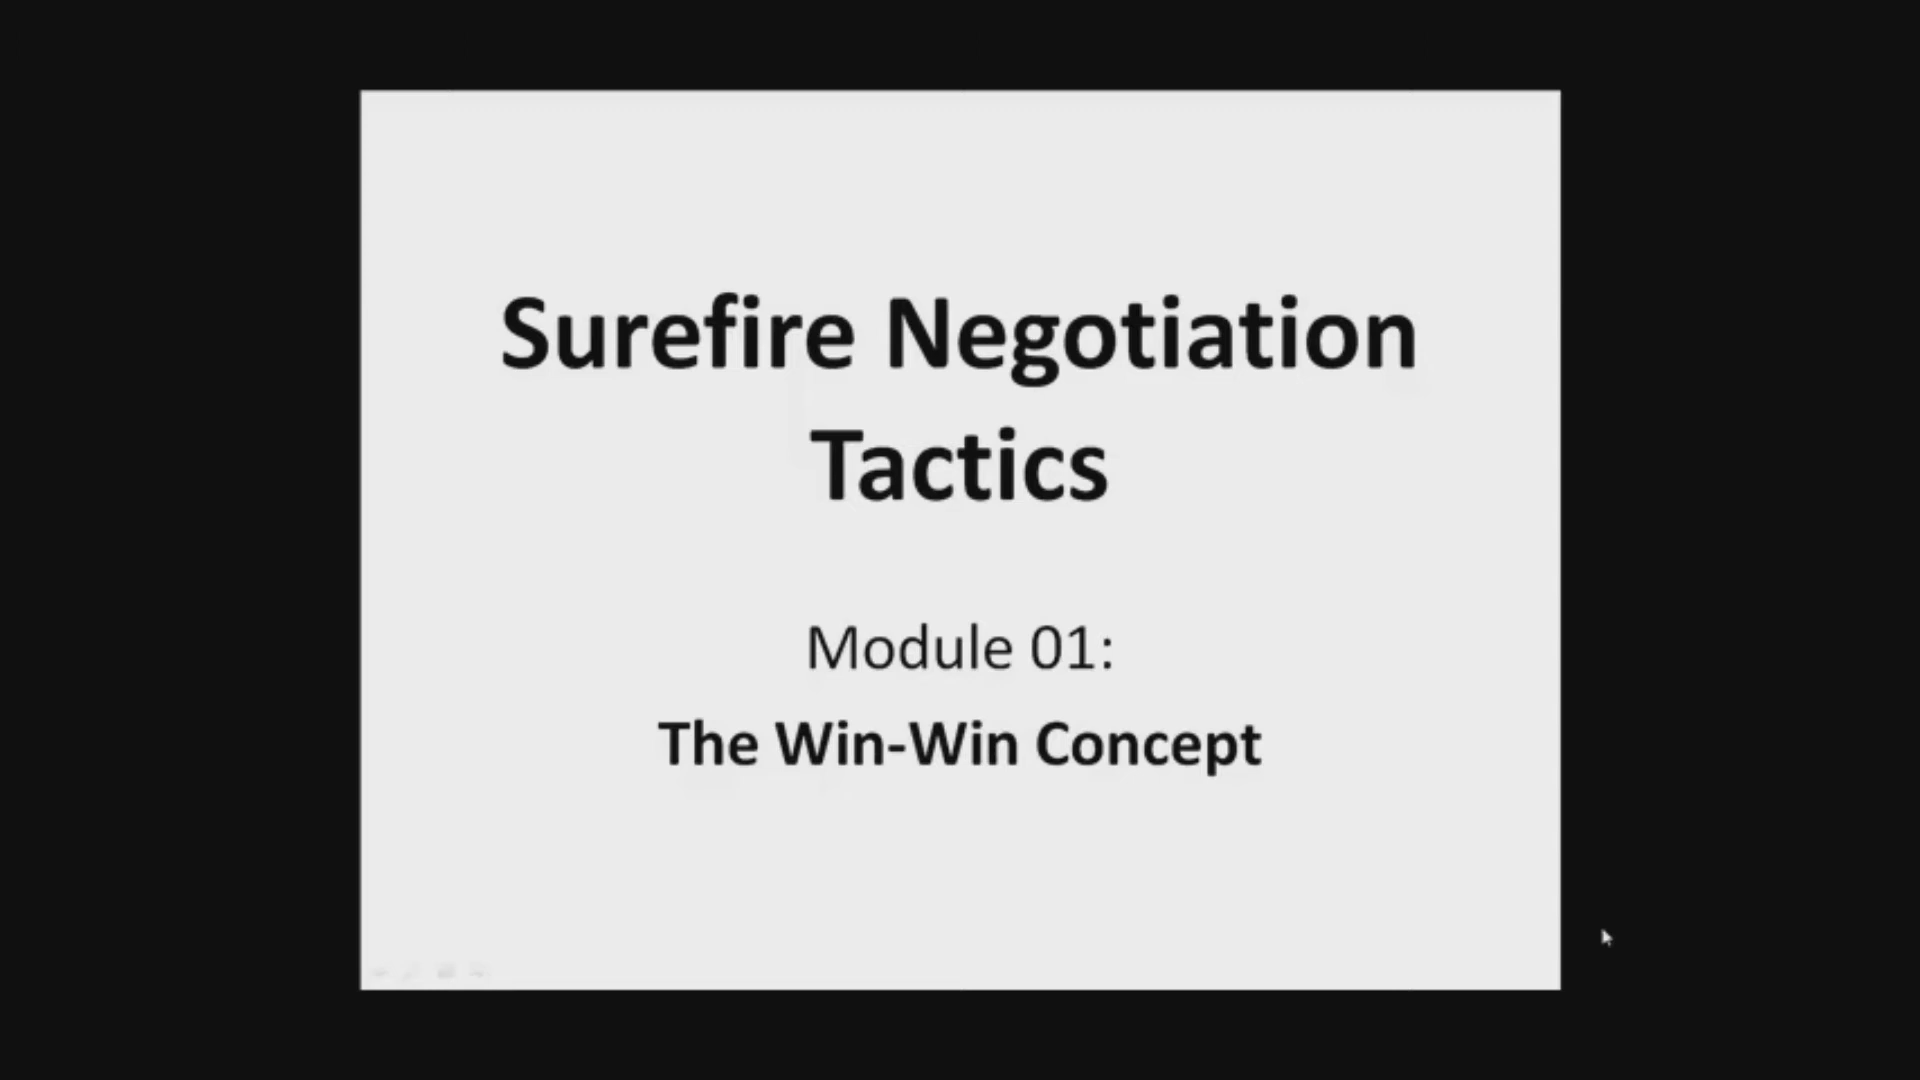 Surefire Negotiation
Tactics
Module 01:
The Win-Win Concept